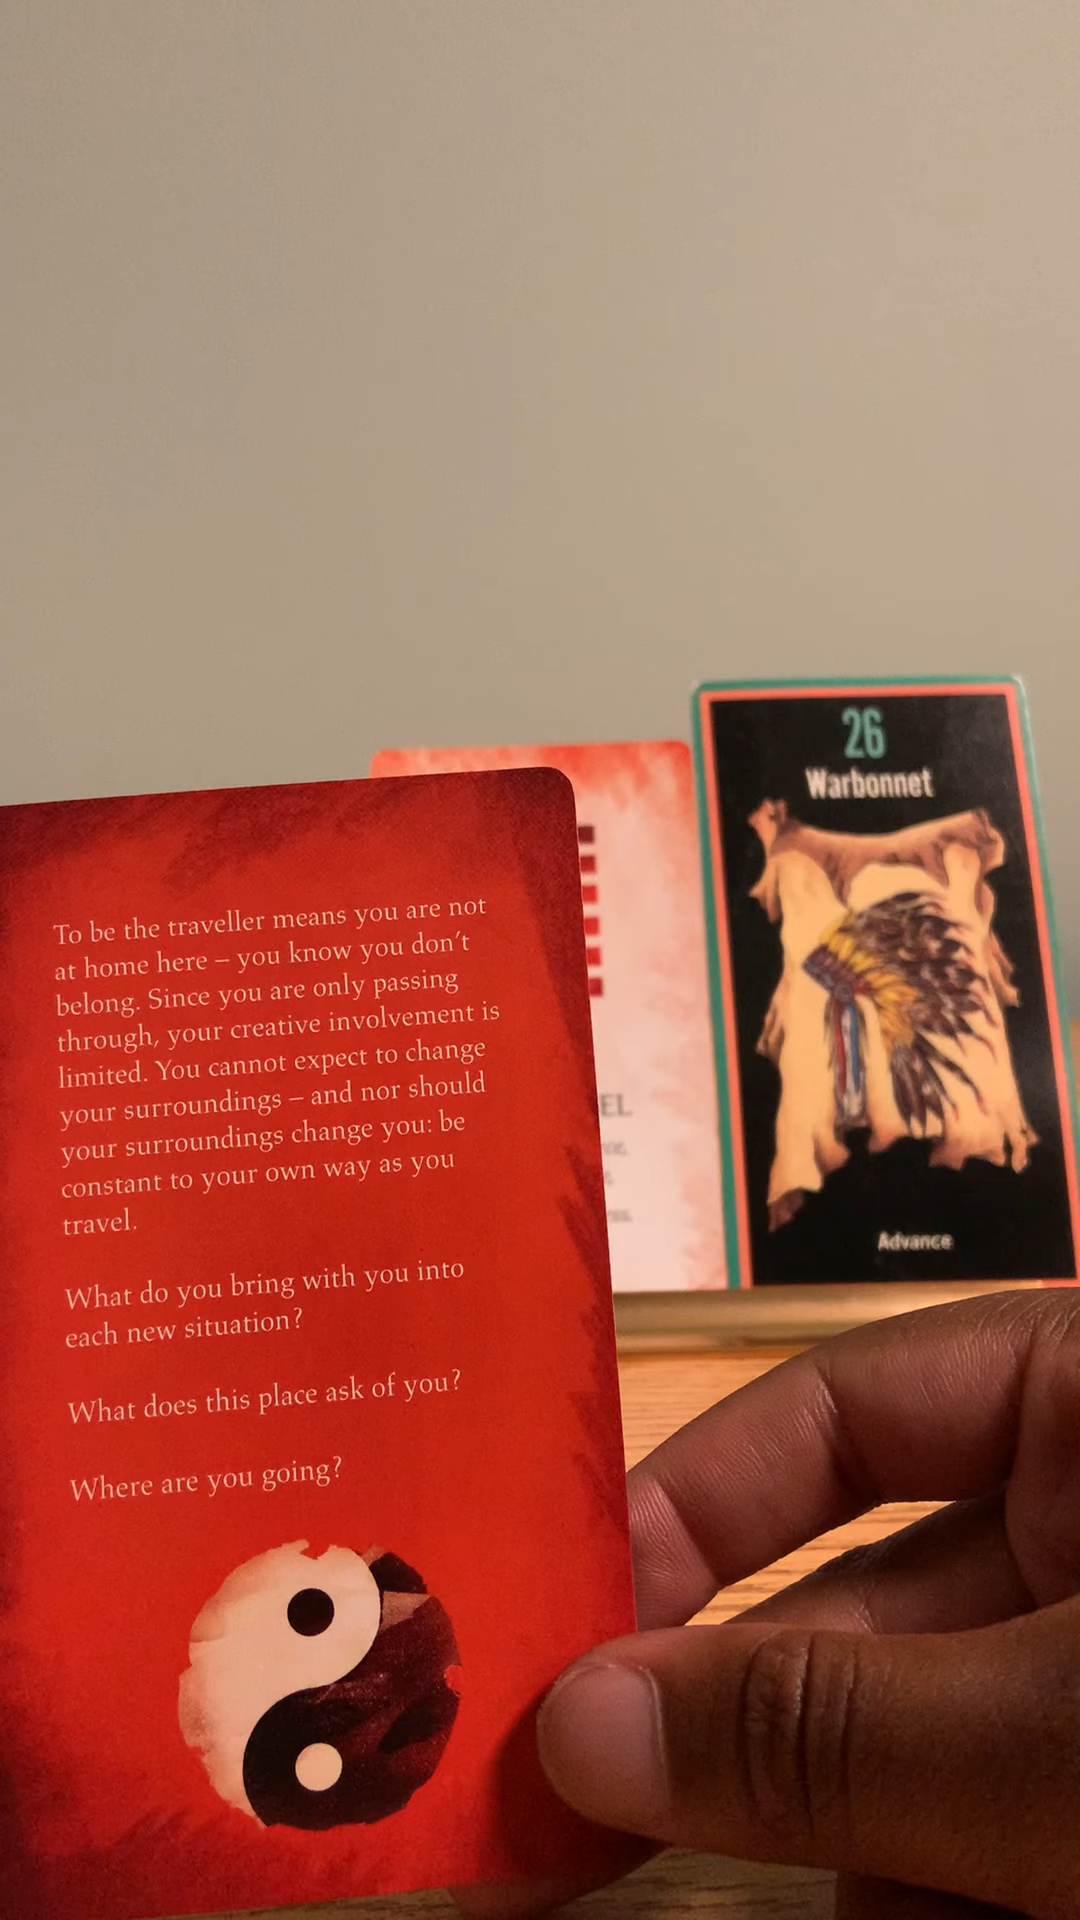 To be the traveller means you are not
at home here – you know you don't
belong. Since you are only passing
through, your creative involvement is
limited. You cannot expect to change
your surroundings – and nor should
your surroundings change you: be
constant to your own way as you
travel.
What do you bring with you into
each new situation?
What does this place ask of you?
Where are you going?
EL
26
Warbonnet
Advance